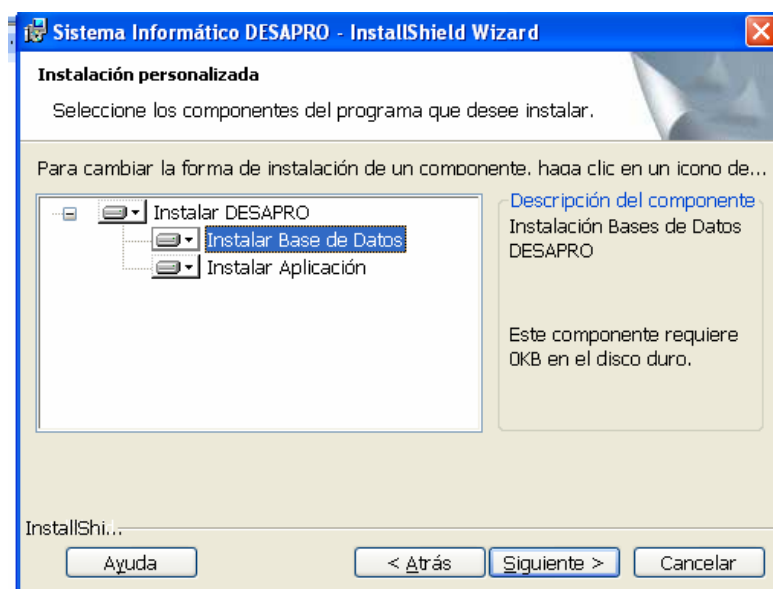 Sistema Informático DESAPRO - InstallShield Wizard
Instalación personalizada
Seleccione los componentes del programa que desee instalar.
Para cambiar la forma de instalación de un componente, haga clic en un icono de...
Instalar DESAPRO
Instalar Base de Datos
Instalar Aplicación
Descripción del componente
Instalación Bases de Datos
DESAPRO
Este componente requiere
0KB en el disco duro.
InstallShi...
Ayuda
< Atrás
Siguiente >
Cancelar